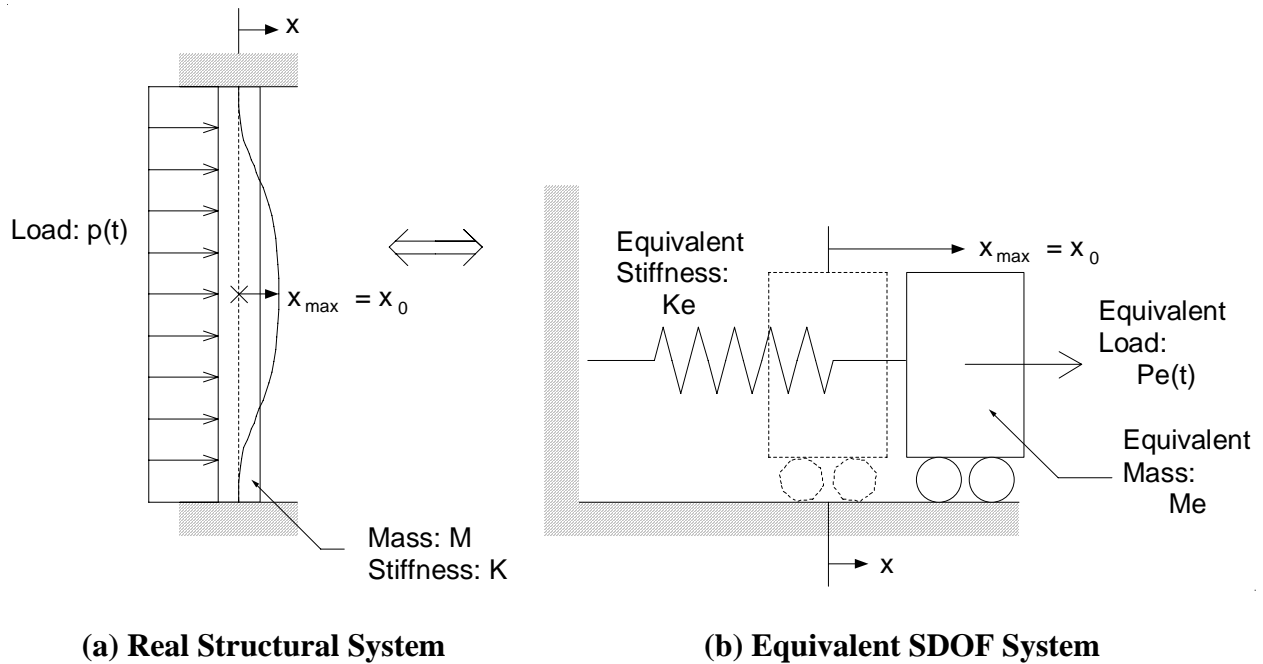 x
Load: p(t)
x max = x 0
Mass: M
Stiffness: K
(a) Real Structural System
Equivalent
Stiffness:
Ke
x max = x 0
Equivalent
Load:
Pe(t)
Equivalent
Mass:
Me
x
(b) Equivalent SDOF System